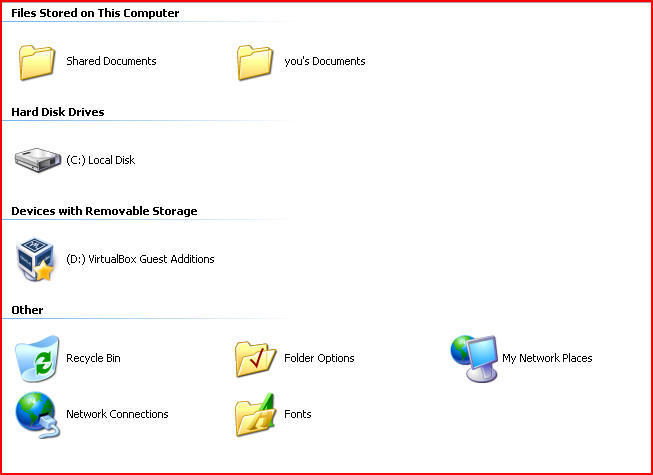 Files Stored on This Computer
Shared Documents
you's Documents
Hard Disk Drives
(C:) Local Disk
Devices with Removable Storage
(D:) VirtualBox Guest Additions
Other
Recycle Bin
Folder Options
My Network Places
Network Connections
Fonts